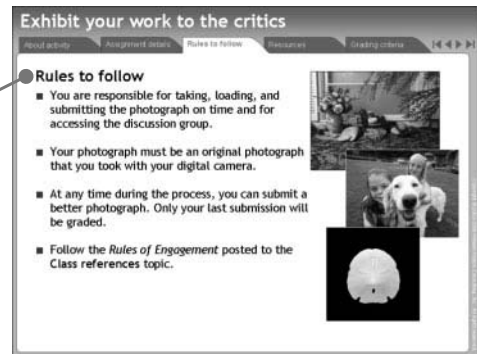 Exhibit your work to the critics
About activity
Assignment details
Rules to follow
Resources
Grading criteria
Rules to follow
■ You are responsible for taking, loading, and
submitting the photograph on time and for
accessing the discussion group.
■ Your photograph must be an original photograph
that you took with your digital camera.
■ At any time during the process, you can submit a
better photograph. Only your last submission will
be graded.
■ Follow the Rules of Engagement posted to the
Class references topic.